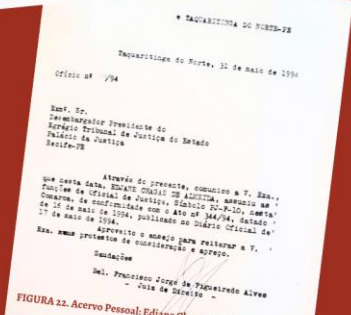 e TAQUARITINGA DO NORTE-PE
Taquaritinga do Norte, 31 de maio de 1994
Ofício nº /94
Exmº. Sr.
Desembargador Presidente do
Egrégio Tribunal de Justiça do Estado
Palácio da Justiça
Recife-PE
Através do presente, comunico a V. Exa.,
que nesta data, EDJANE CHAGAS DE ALMEIDA, assumiu as
funções de Oficial de Justiça, Símbolo PJ-P-10, nesta
Comarca, de conformidade com o Ato nº 344/94, datado
de 16 de maio de 1994, publicado no Diário Oficial de
17 de maio de 1994.
Aproveito o ensejo para reiterar a V.
Exa. meus protestos de consideração e apreço.
Saudações
Bel. Francisco Jorge de Figueiredo Alves
- Juiz de Direito -
FIGURA 22. Acervo Pessoal: Edjane